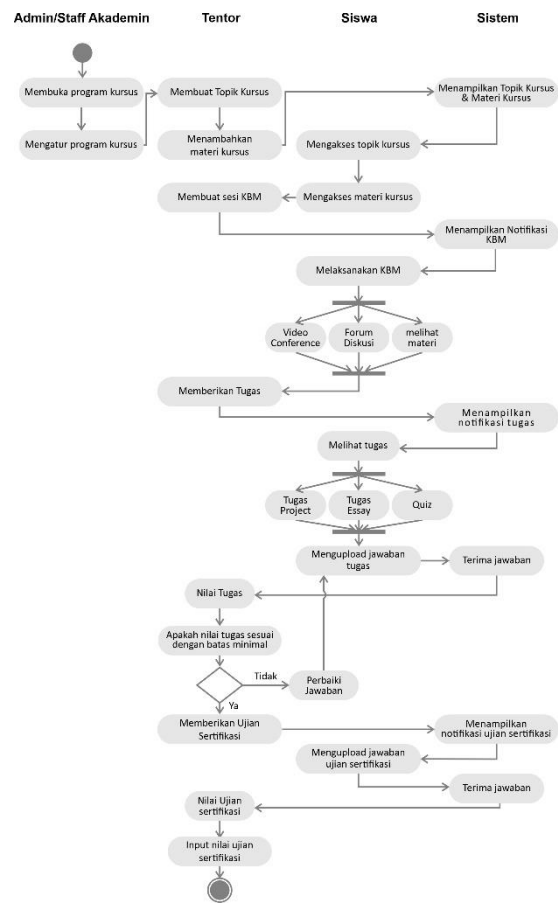 Admin/Staff Akademin
Tentor
Siswa
Sistem
Membuka program kursus
Membuat Topik Kursus
Menampilkan Topik Kursus
& Materi Kursus
Mengatur program kursus
Menambahkan
materi kursus
Mengakses topik kursus
Membuat sesi KBM
Mengakses materi kursus
Menampilkan Notifikasi
KBM
Melaksanakan KBM
Video
Conference
Forum
Diskusi
melihat
materi
Memberikan Tugas
Menampilkan
notifikasi tugas
Melihat tugas
Tugas
Project
Tugas
Essay
Quiz
Mengupload jawaban
tugas
Terima jawaban
Nilai Tugas
Apakah nilai tugas sesuai
dengan batas minimal
Tidak
Perbaiki
Jawaban
Ya
Memberikan Ujian
Sertifikasi
Menampilkan
notifikasi ujian sertifikasi
Mengupload jawaban
ujian sertifikasi
Terima jawaban
Nilai Ujian
sertifikasi
Input nilai ujian
sertifikasi